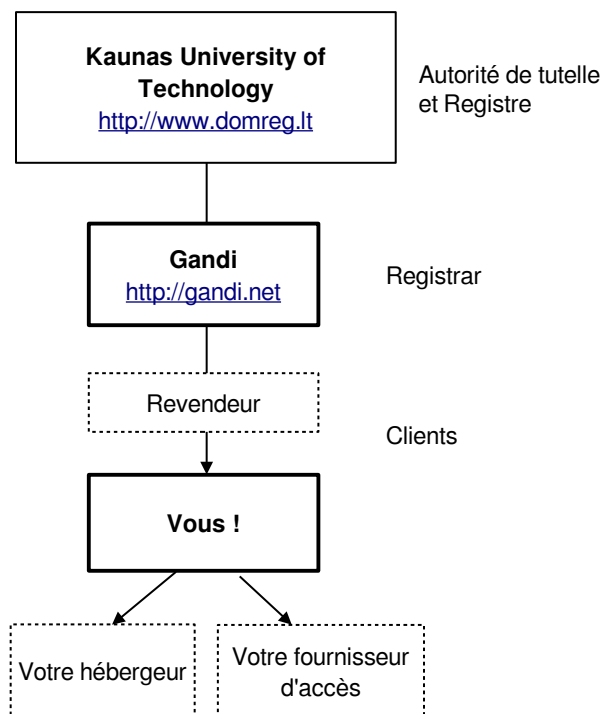 Kaunas University of
Technology
http://www.domreg.lt
Autorité de tutelle
et Registre
Gandi
http://gandi.net
Registrar
Revendeur
Clients
Vous !
Votre hébergeur
Votre fournisseur
d'accès